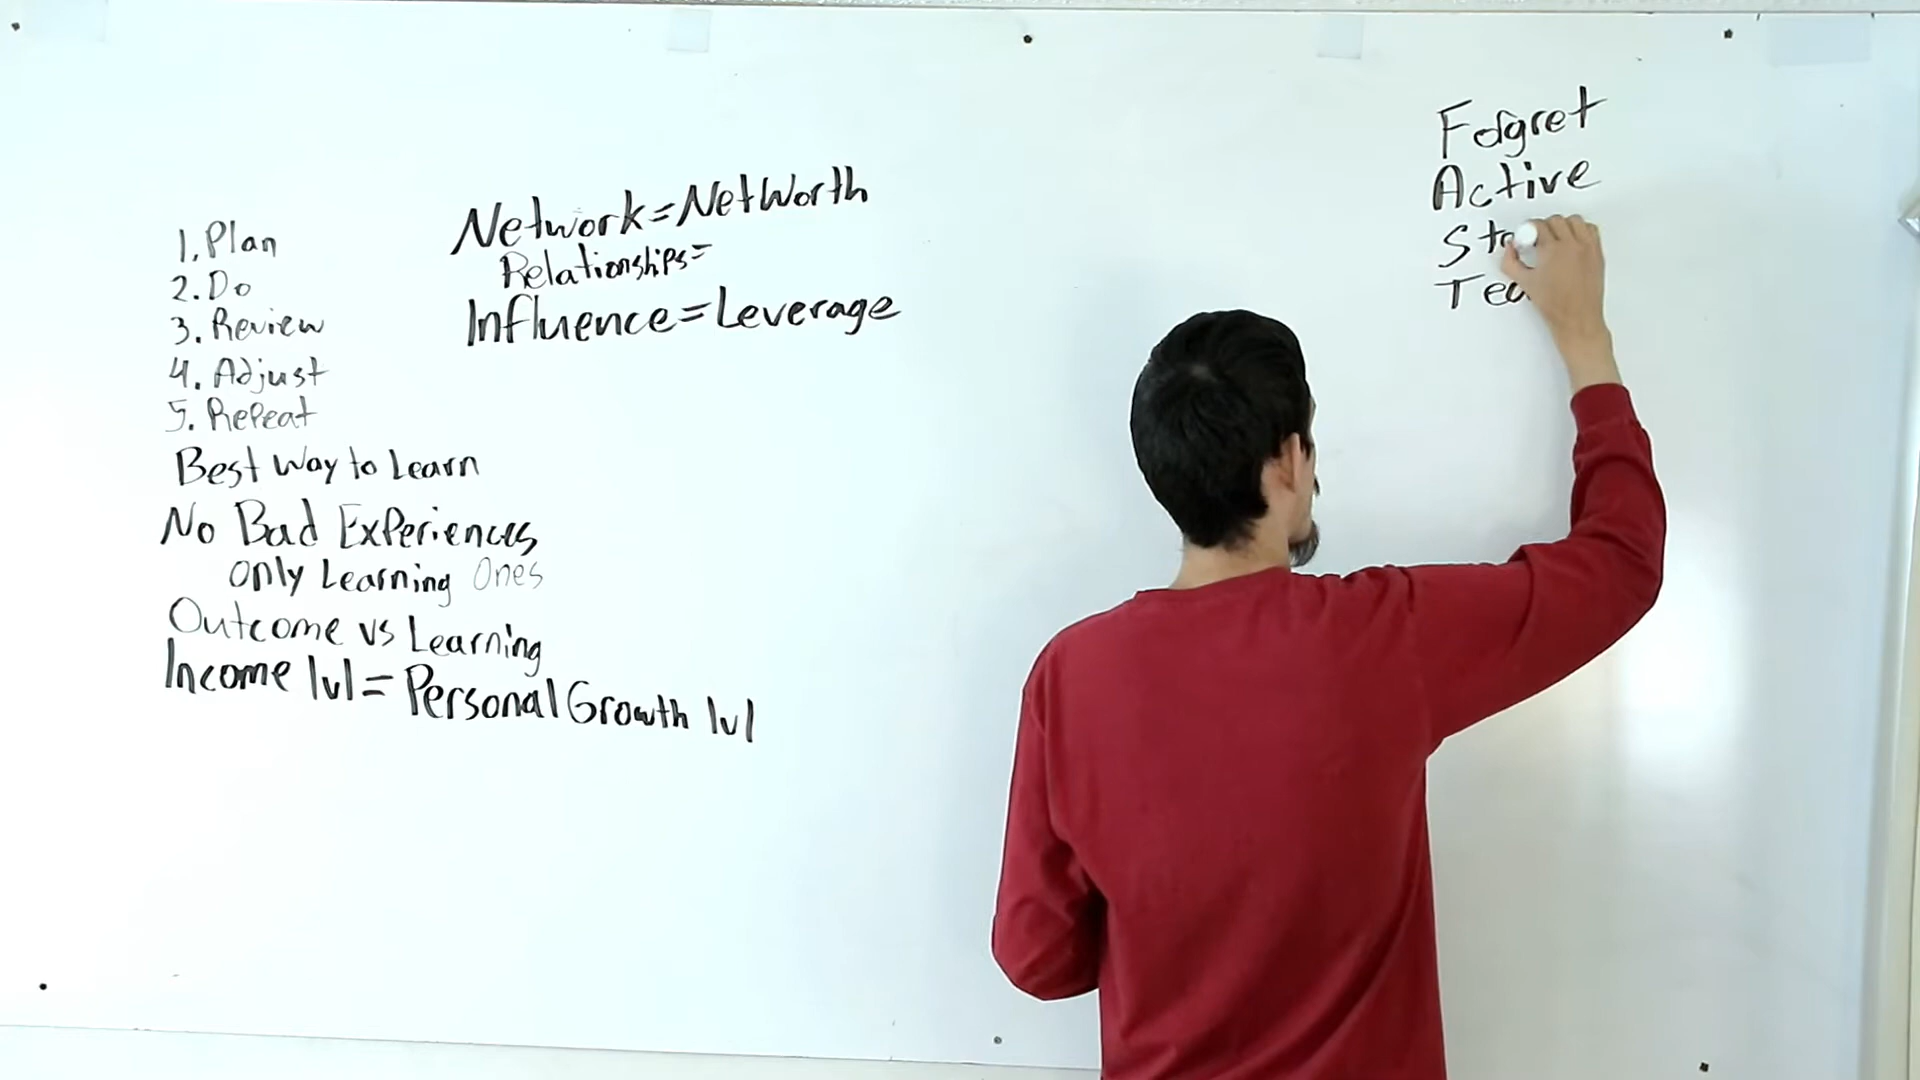 1. Plan
2. Do
3. Review
4. Adjust
5. Repeat
Best Way to Learn
No Bad Experiences
only Learning Ones
Outcome vs Learning
Income lvl = Personal Growth lvl
Network = NetWorth
Relationships =
Influence = Leverage
Fofgret
Active